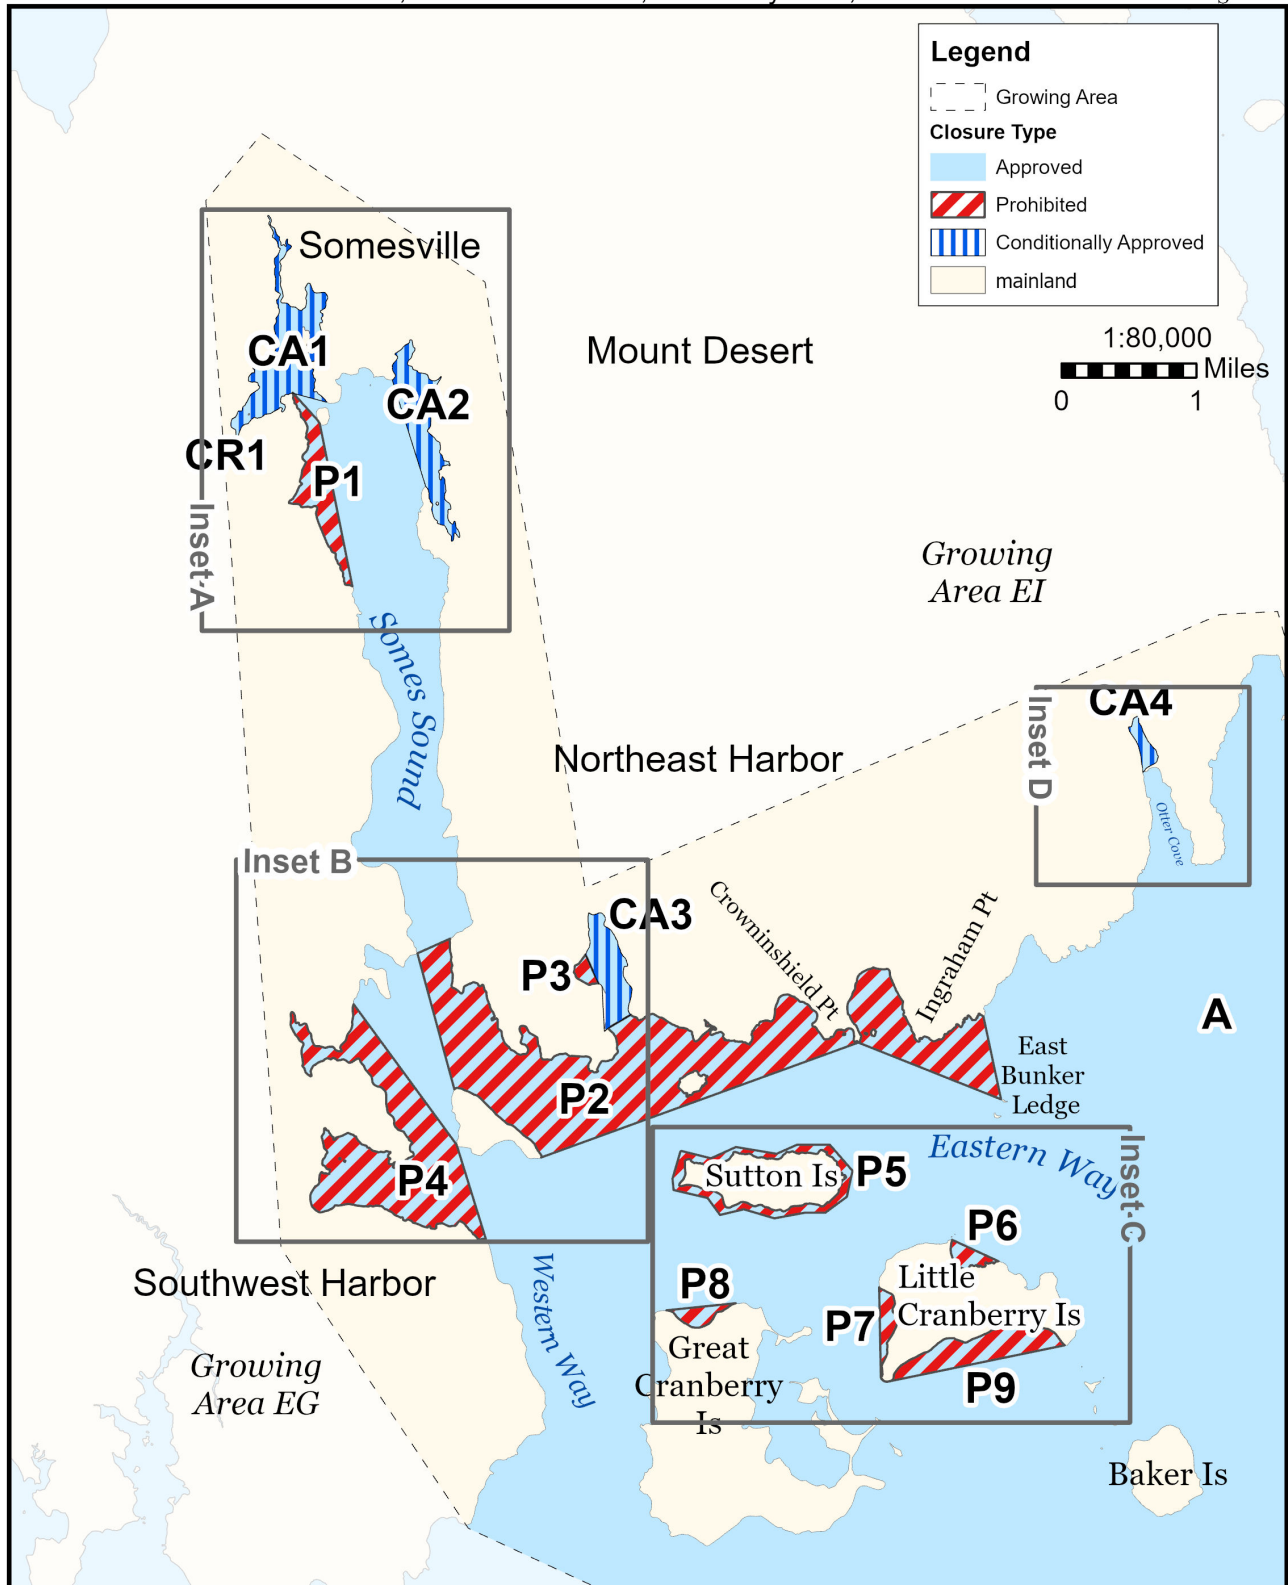 Legend
Growing Area
Closure Type
Approved
Prohibited
Conditionally Approved
mainland
1:80,000
Miles
0 1
Somesville
CA1
CA2
CR1
P1
Inset A
Mount Desert
Growing
Area EI
Somes Sound
Northeast Harbor
CA4
Inset D
Otter Cove
Inset B
CA3
P3
Crowninshield Pt
Ingraham Pt
A
East
Bunker
Ledge
P2
P4
Eastern Way
Inset C
Sutton Is
P5
P6
Little
Cranberry Is
P7
P8
P9
Great
Cranberry
Is
Southwest Harbor
Western Way
Growing
Area EG
Baker Is